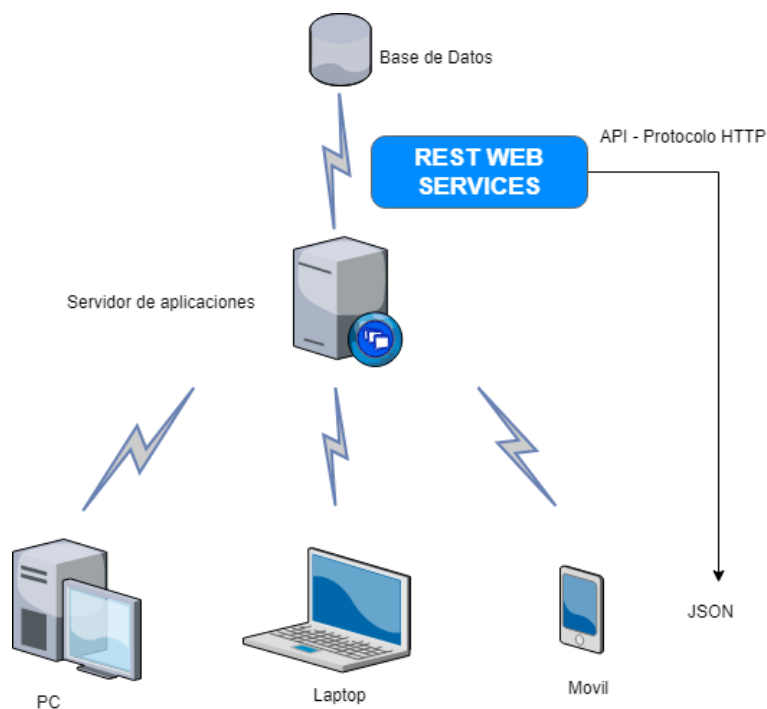 Base de Datos
API - Protocolo HTTP
REST WEB
SERVICES
Servidor de aplicaciones
JSON
PC
Laptop
Movil